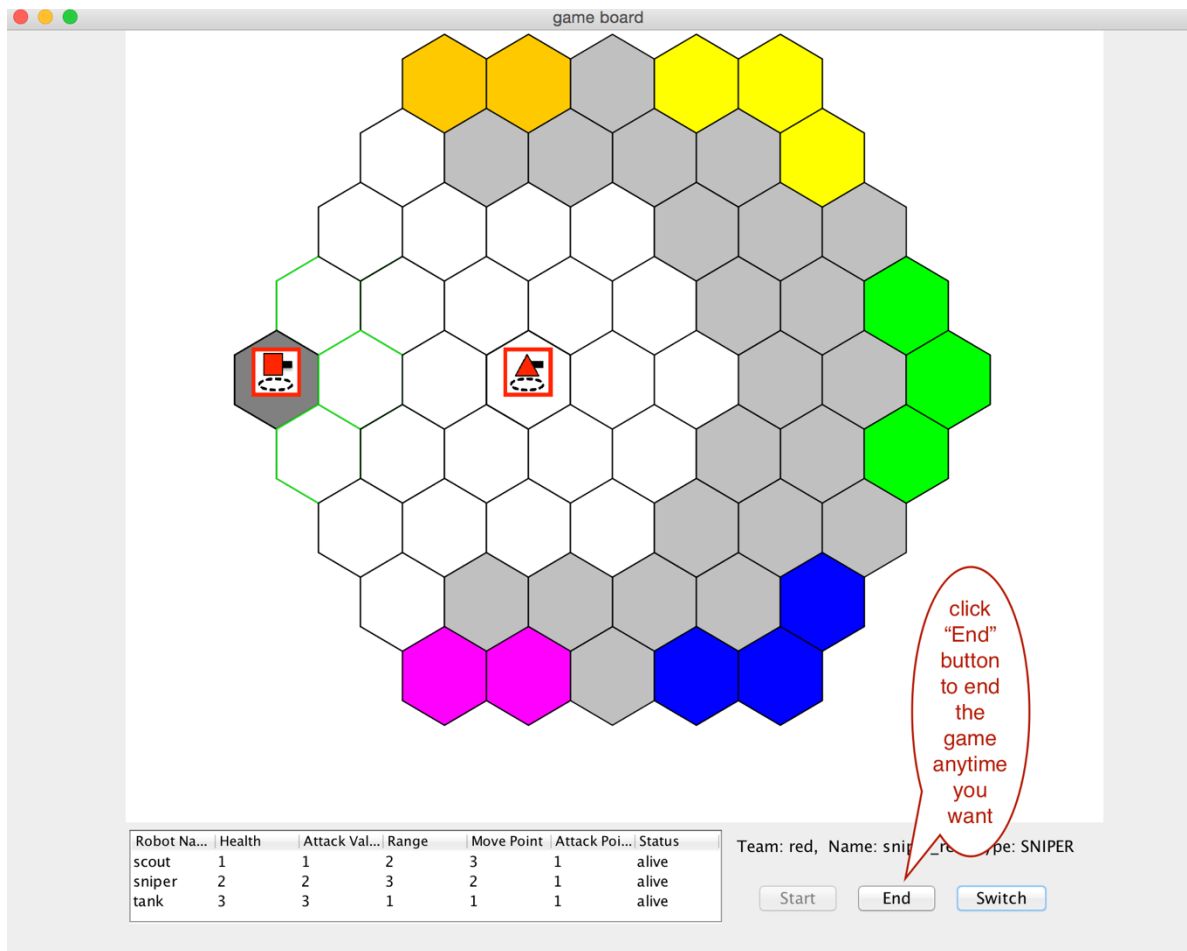 game board
click
“End”
button
to end
the
game
anytime
you
want
Robot Na... Health Attack Val... Range Move Point Attack Poi... Status
scout 1 1 2 3 1 alive
sniper 2 2 3 2 1 alive
tank 3 3 1 1 1 alive
Team: red, Name: SNIPER
Start End Switch